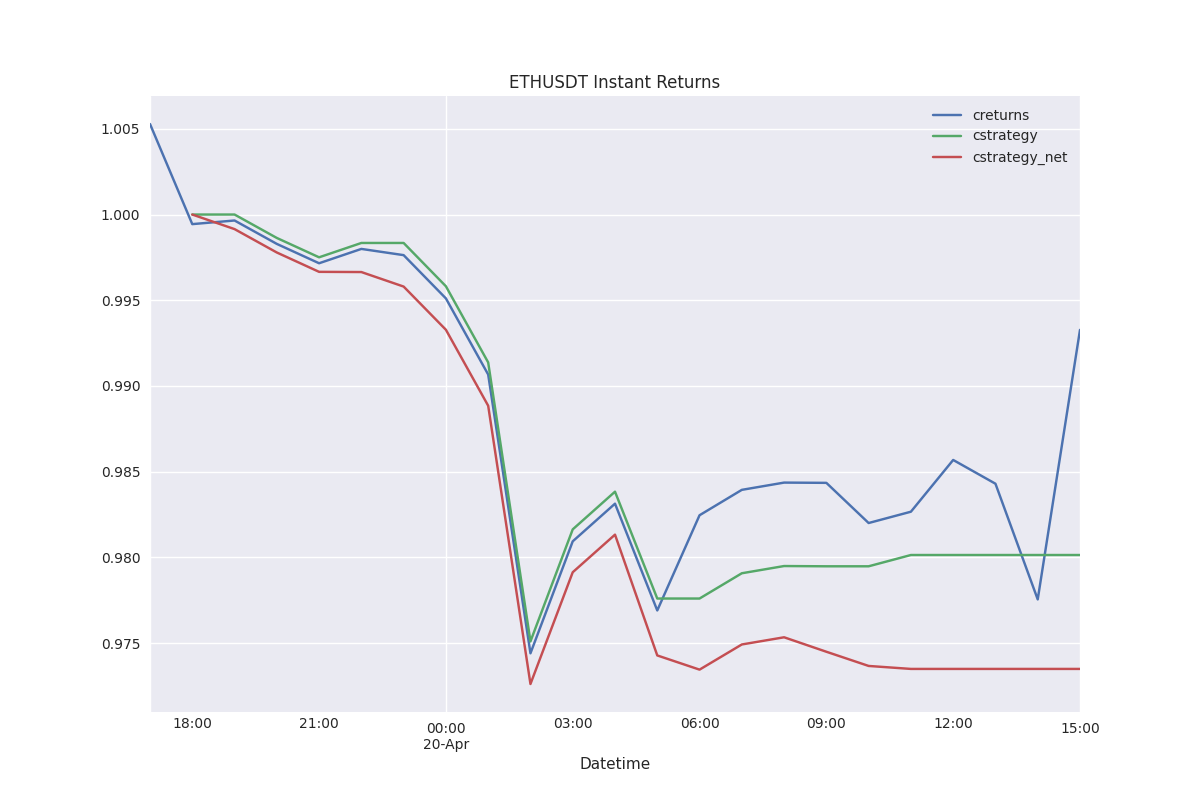 ETHUSDT Instant Returns
creturns
cstrategy
cstrategy_net
1.005
1.000
0.995
0.990
0.985
0.980
0.975
18:00 21:00 00:00 03:00 06:00 09:00 12:00 15:00
20-Apr
Datetime